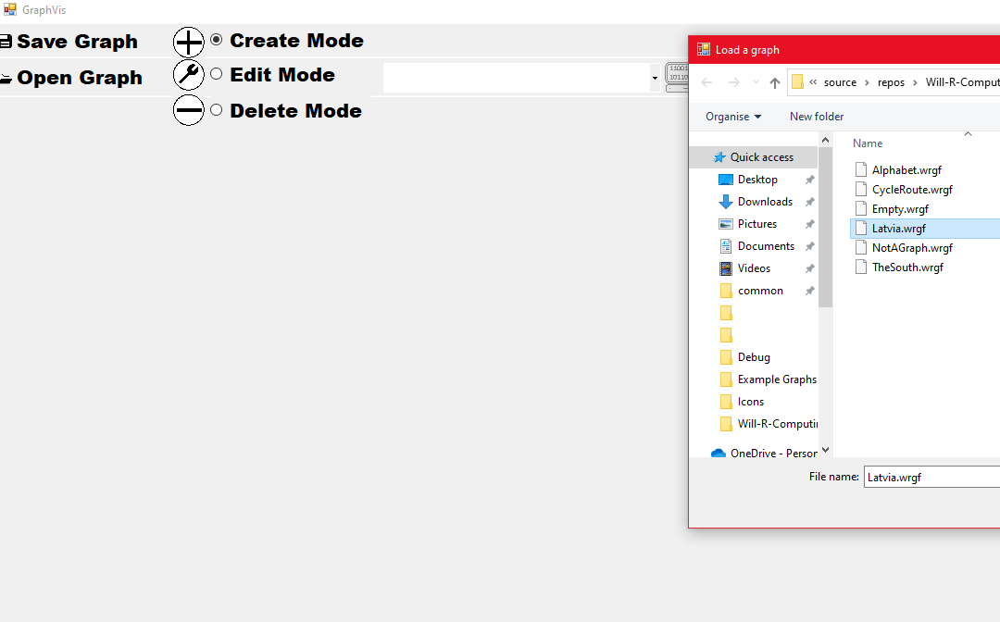 GraphVis
Save Graph
Create Mode
Open Graph
Edit Mode
Delete Mode
Load a graph
« source › repos › Will-R-Comput
Organise
New folder
Name
Quick access
Desktop
Downloads
Pictures
Documents
Videos
common
Debug
Example Graphs
Icons
Will-R-Computin
OneDrive - Person
Alphabet.wrgf
CycleRoute.wrgf
Empty.wrgf
Latvia.wrgf
NotAGraph.wrgf
TheSouth.wrgf
File name: Latvia.wrgf